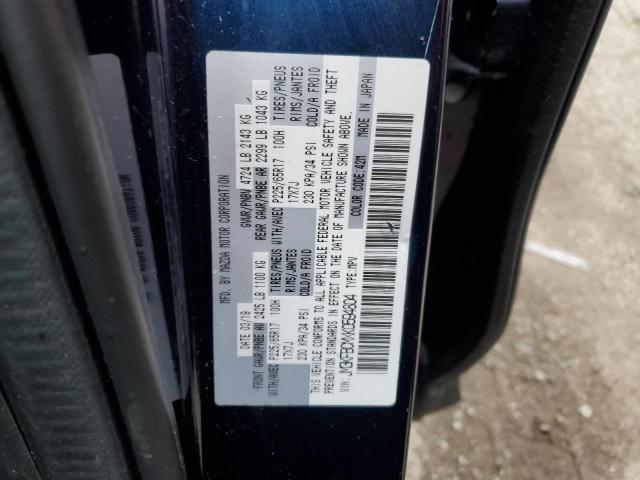 MFD. BY MAZDA MOTOR CORPORATION
DATE: 03/19 GVWR/PNBV 4724 LB 2143 KG
FRONT GAWR/PNBE AV 2425 LB 1100 KG REAR GAWR/PNBE AR 2299 LB 1043 KG
WITH/AVEC P225/65R17 100H TIRES/PNEUS WITH/AVEC P225/65R17 100H TIRES/PNEUS
17X7J RIMS/JANTES 17X7J RIMS/JANTES
230 KPA/34 PSI COLD/A FROID 230 KPA/34 PSI COLD/A FROID
THIS VEHICLE CONFORMS TO ALL APPLICABLE FEDERAL MOTOR VEHICLE SAFETY AND THEFT
PREVENTION STANDARDS IN EFFECT ON THE DATE OF MANUFACTURE SHOWN ABOVE.
VIN: TYPE: MPV COLOR CODE: 42M MADE IN JAPAN